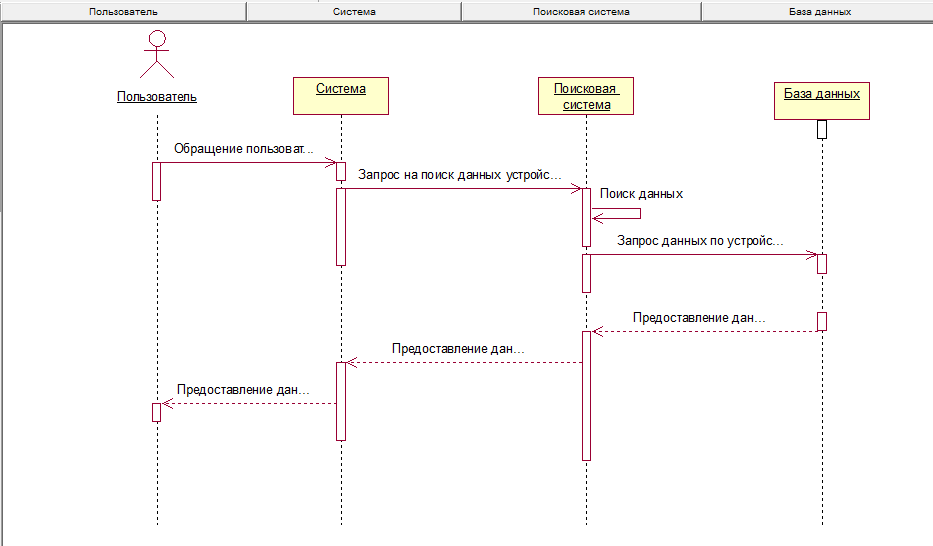 Пользователь
Система
Поисковая система
База данных
Пользователь
Система
Поисковая
система
База данных
Обращение пользоват...
Запрос на поиск данных устройс...
Поиск данных
Запрос данных по устройс...
Предоставление дан...
Предоставление дан...
Предоставление дан...